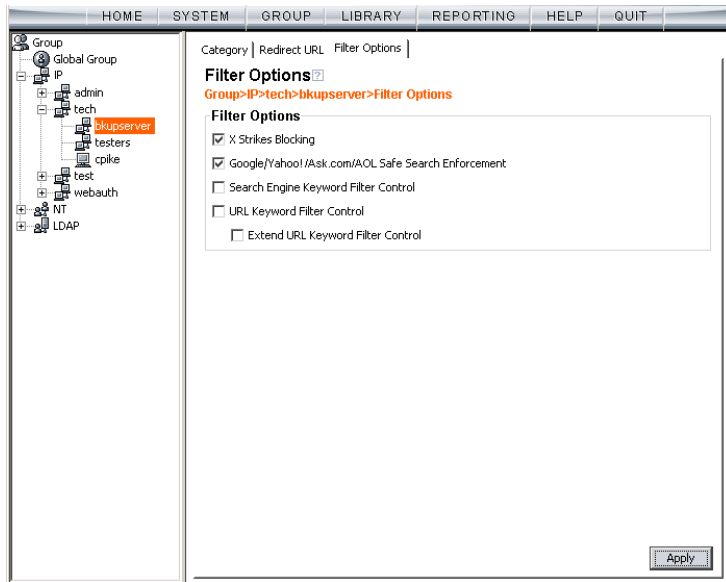 HOME SYSTEM GROUP LIBRARY REPORTING HELP QUIT
Group
Global Group
IP
admin
tech
bkupserver
testers
cpike
test
webauth
NT
LDAP
Category Redirect URL Filter Options
Filter Options ?
Group>IP>tech>bkupserver>Filter Options
Filter Options
X Strikes Blocking
Google/Yahoo!/Ask.com/AOL Safe Search Enforcement
Search Engine Keyword Filter Control
URL Keyword Filter Control
Extend URL Keyword Filter Control
Apply